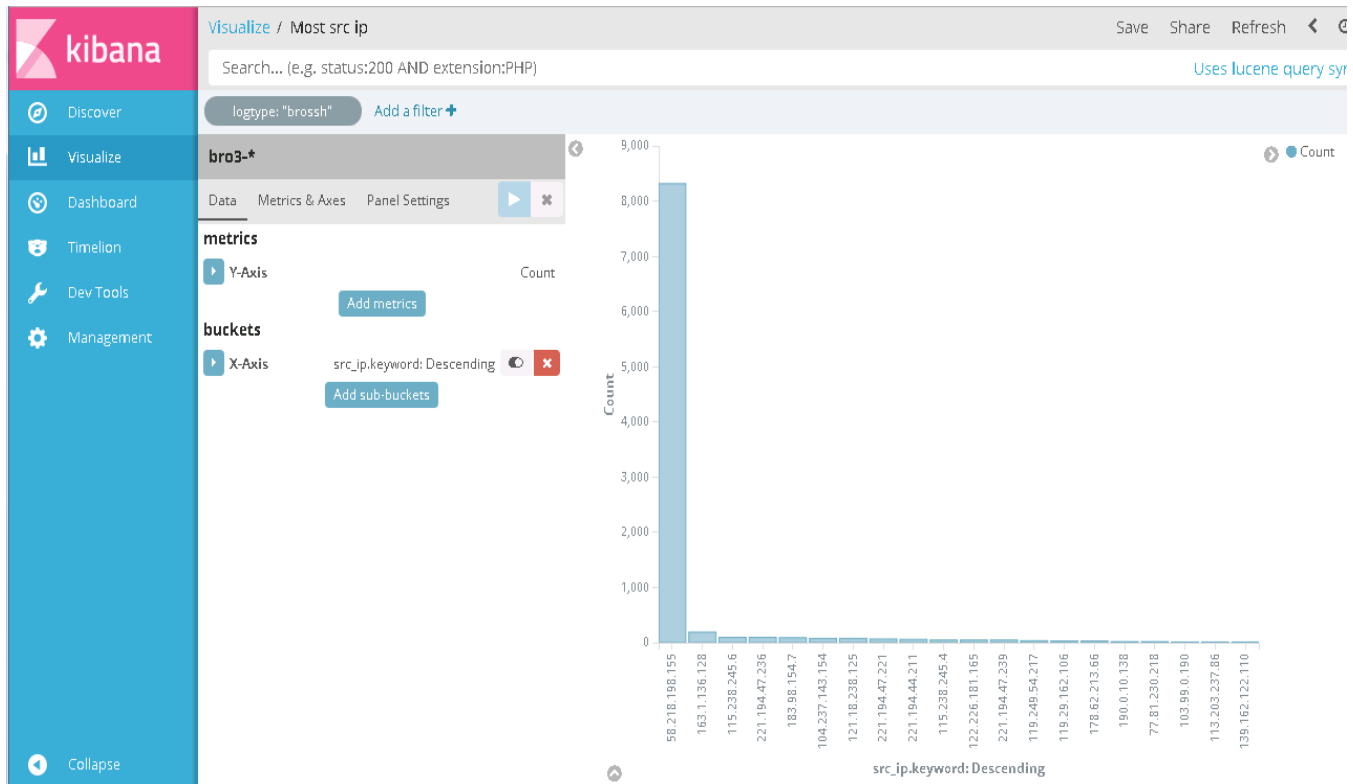 kibana
Discover
Visualize
Dashboard
Timelion
Dev Tools
Management
Collapse
Visualize / Most src ip
Save Share Refresh
Search... (e.g. status:200 AND extension:PHP)
Uses lucene query syn
logtype: "brossh" Add a filter
bro3-*
Data Metrics & Axes Panel Settings
metrics
Y-Axis Count
Add metrics
buckets
X-Axis src_ip.keyword: Descending
Add sub-buckets
Count
9,000
8,000
7,000
6,000
5,000
4,000
3,000
2,000
1,000
0
Count
58.218.198.155
163.1.136.128
115.238.245.6
221.194.47.236
183.98.154.7
104.237.143.154
121.18.238.125
221.194.47.221
221.194.44.211
115.238.245.4
122.226.181.165
221.194.47.239
119.249.54.217
119.29.162.106
178.62.213.66
190.0.10.138
77.81.230.218
103.99.0.190
113.203.237.86
139.162.122.110
src_ip.keyword: Descending